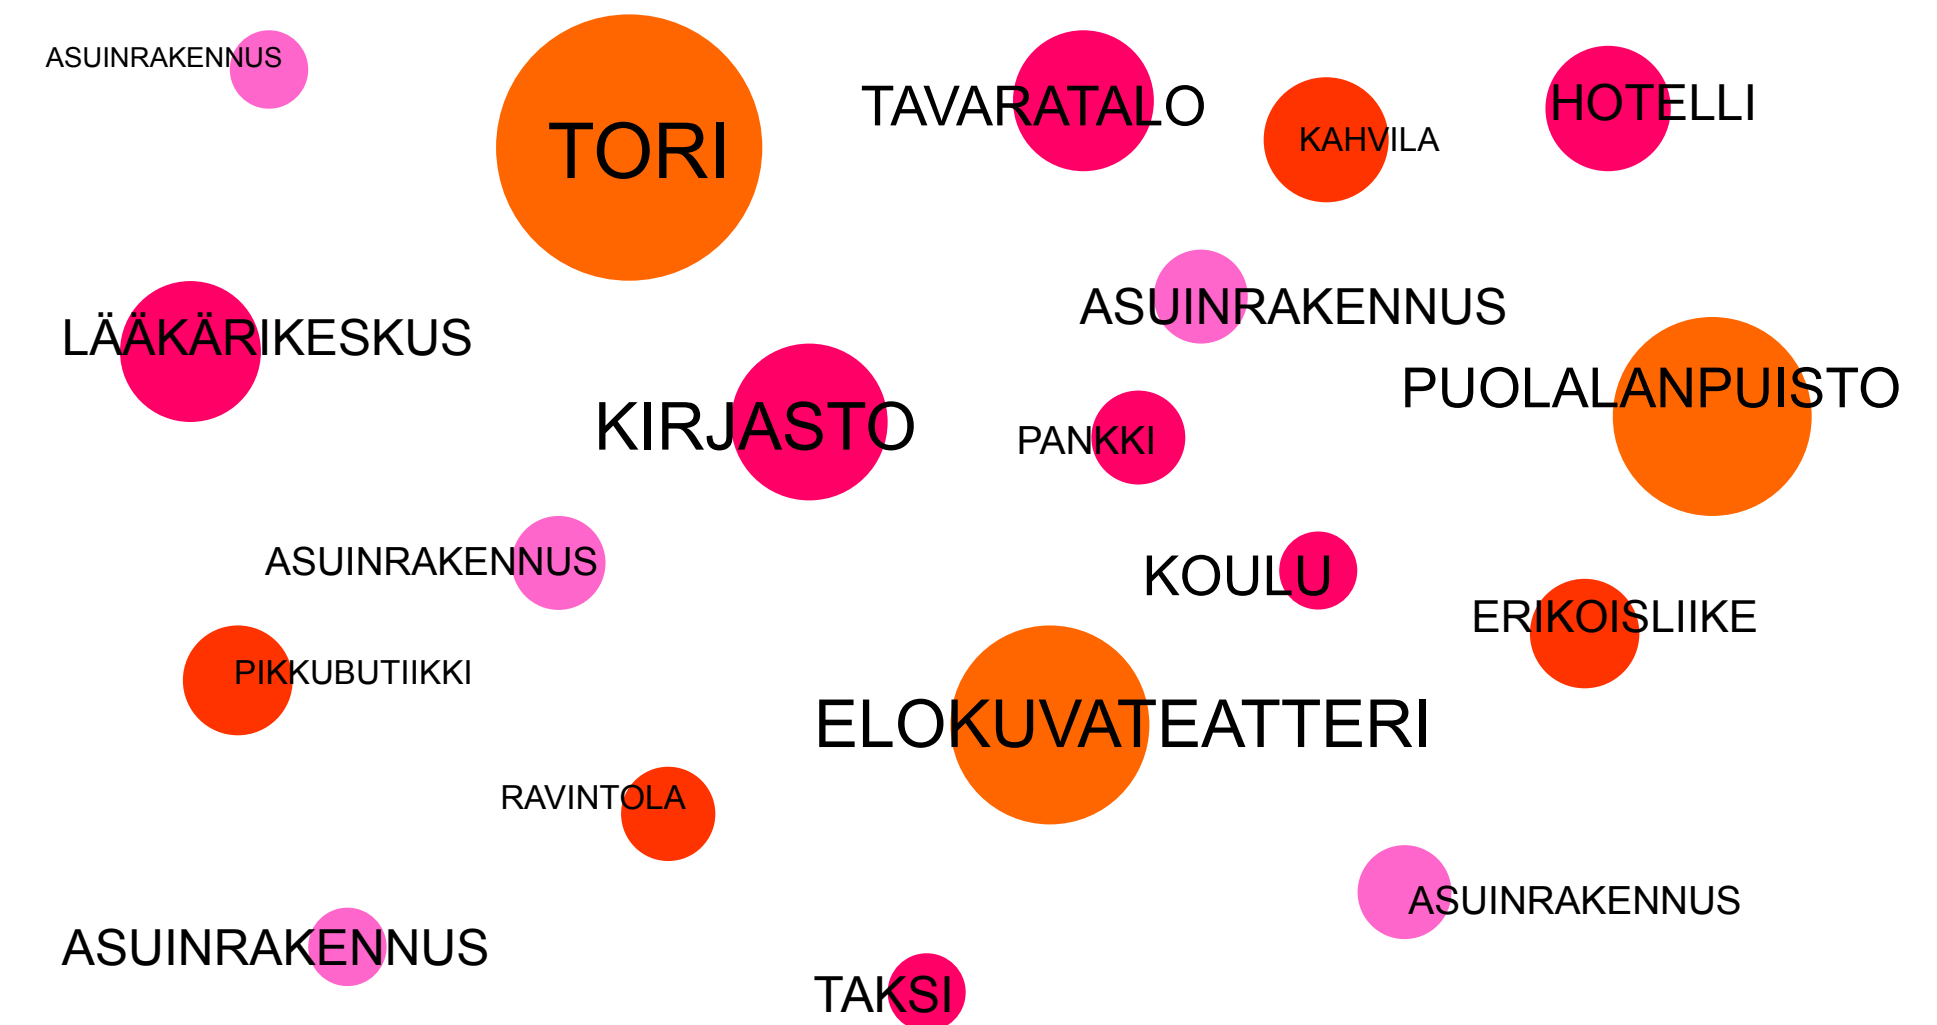 ASUINRAKENNUS
TORI
TAVARATALO
KAHVILA
HOTELLI
ASUINRAKENNUS
LÄÄKÄRIKESKUS
PUOLALANPUISTO
KIRJASTO
PANKKI
ASUINRAKENNUS
KOULU
ERIKOISLIIKE
PIKKUBUTIIKKI
ELOKUVATEATTERI
RAVINTOLA
ASUINRAKENNUS
ASUINRAKENNUS
TAKSI